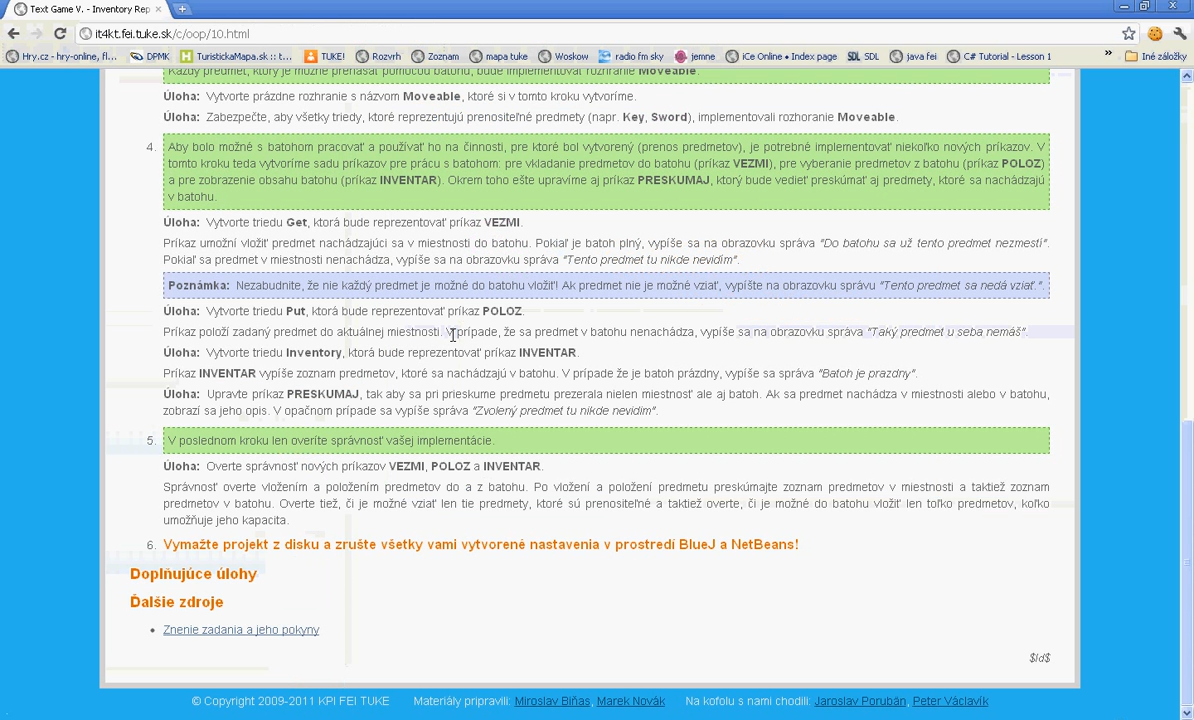 Text Game V. - Inventory Rep
it4kt.fei.tuke.sk/c/oop/10.html
Hry.cz - hry-online, fl... DPMK TuristickaMapa.sk :: t... TUKE! Rozvrh Zoznam mapa tuke Woskow radio fm sky jemne iCe Online • Index page SDL SDL java fei C# Tutorial - Lesson 1 » Iné záložky
Každý predmet, ktorý je možné prenášať pomocou batohu, bude implementovať rozhranie Moveable.
Úloha: Vytvorte prázdne rozhranie s názvom Moveable, ktoré si v tomto kroku vytvoríme.
Úloha: Zabezpečte, aby všetky triedy, ktoré reprezentujú prenositeľné predmety (napr. Key, Sword), implementovali rozhoranie Moveable.
4. Aby bolo možné s batohom pracovať a používať ho na činnosti, pre ktoré bol vytvorený (prenos predmetov), je potrebné implementovať niekoľko nových príkazov. V
tomto kroku teda vytvoríme sadu príkazov pre prácu s batohom: pre vkladanie predmetov do batohu (príkaz VEZMI), pre vyberanie predmetov z batohu (príkaz POLOZ)
a pre zobrazenie obsahu batohu (príkaz INVENTAR). Okrem toho ešte upravíme aj príkaz PRESKUMAJ, ktorý bude vedieť preskúmať aj predmety, ktoré sa nachádzajú
v batohu.
Úloha: Vytvorte triedu Get, ktorá bude reprezentovať príkaz VEZMI.
Príkaz umožní vložiť predmet nachádzajúci sa v miestnosti do batohu. Pokiaľ je batoh plný, vypíše sa na obrazovku správa "Do batohu sa už tento predmet nezmestí".
Pokiaľ sa predmet v miestnosti nenachádza, vypíše sa na obrazovku správa "Tento predmet tu nikde nevidím".
Poznámka: Nezabudnite, že nie každý predmet je možné do batohu vložiť! Ak predmet nie je možné vziať, vypíšte na obrazovku správu "Tento predmet sa nedá vziať.".
Úloha: Vytvorte triedu Put, ktorá bude reprezentovať príkaz POLOZ.
Príkaz položí zadaný predmet do aktuálnej miestnosti. V prípade, že sa predmet v batohu nenachádza, vypíše sa na obrazovku správa "Taký predmet u seba nemáš".
Úloha: Vytvorte triedu Inventory, ktorá bude reprezentovať príkaz INVENTAR.
Príkaz INVENTAR vypíše zoznam predmetov, ktoré sa nachádzajú v batohu. V prípade že je batoh prázdny, vypíše sa správa "Batoh je prazdny".
Úloha: Upravte príkaz PRESKUMAJ, tak aby sa pri prieskume predmetu prezerala nielen miestnosť ale aj batoh. Ak sa predmet nachádza v miestnosti alebo v batohu,
zobrazí sa jeho opis. V opačnom prípade sa vypíše správa "Zvolený predmet tu nikde nevidim".
5. V poslednom kroku len overíte správnosť vašej implementácie.
Úloha: Overte správnosť nových príkazov VEZMI, POLOZ a INVENTAR.
Správnosť overte vložením a položením predmetov do a z batohu. Po vložení a položení predmetu preskúmajte zoznam predmetov v miestnosti a taktiež zoznam
predmetov v batohu. Overte tiež, či je možné vziať len tie predmety, ktoré sú prenositeľné a taktiež overte, či je možné do batohu vložiť len toľko predmetov, koľko
umožňuje jeho kapacita.
6. Vymažte projekt z disku a zrušte všetky vami vytvorené nastavenia v prostredí BlueJ a NetBeans!
Doplňujúce úlohy
Ďalšie zdroje
• Znenie zadania a jeho pokyny
$Id$
© Copyright 2009-2011 KPI FEI TUKE Materiály pripravili: Miroslav Biňas, Marek Novák Na kofolu s nami chodili: Jaroslav Porubän, Peter Václavík